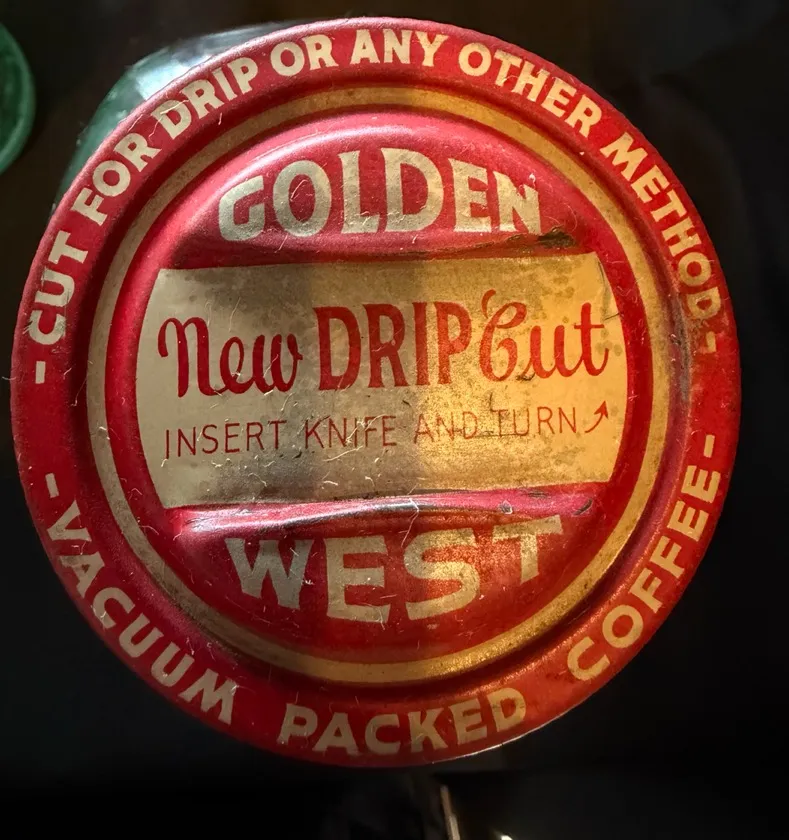 -CUT FOR DRIP OR ANY OTHER METHOD-
GOLDEN
New DRIP Cut
INSERT KNIFE AND TURN
WEST
-VACUUM PACKED COFFEE-